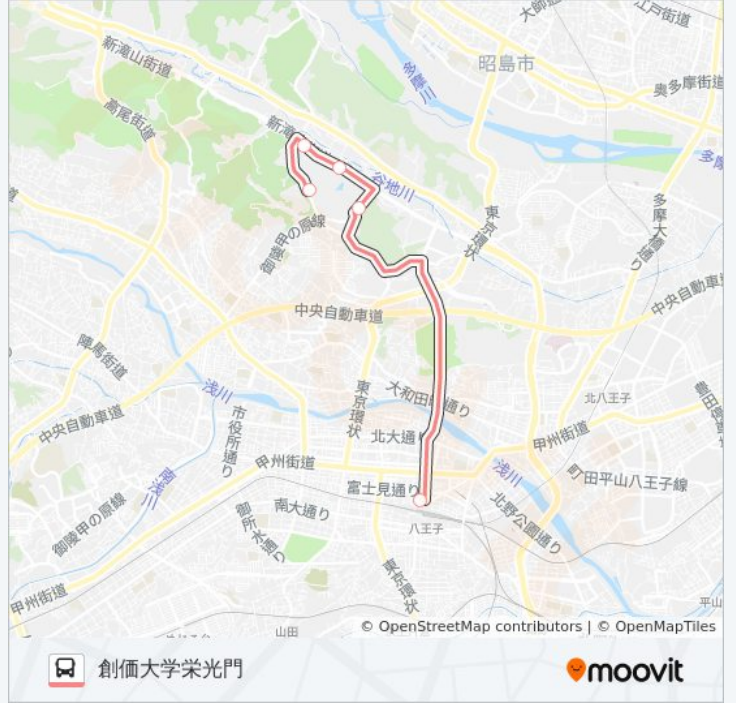 大師通
江戸街道
新滝山街道
昭島市
多摩川
奥多摩街道
高尾街道
新滝
谷地川
多摩
東京環状
多摩大橋通り
御陵甲の原線
中央自動車道
中央自動車
陣馬街道
浅川
東京環状
大和田
通り
北八王子
市役所通り
中央自動車道
北大通り
甲州街道
甲州街道
浅川
南浅川
富士見通り
町田平山八王子線
南大通り
八王子
北野公園通り
御陵甲の原線
御所水通り
東京環状
甲州街道
平山
山田
© OpenStreetMap contributors | © OpenMapTiles
創価大学栄光門
moovit